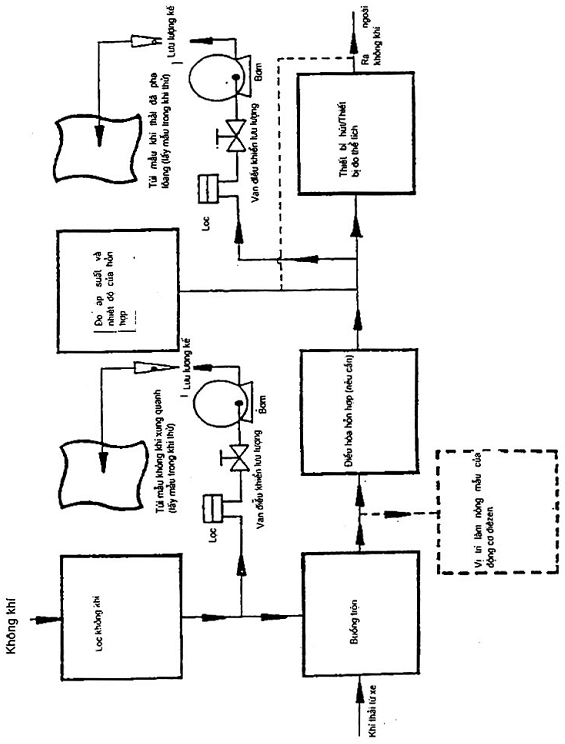 Không khí
Lọc không khí
Túi mẫu không khí xung quanh
(lấy mẫu trong khi thử)
Lưu lượng kế
Bơm
Van điều khiển lưu lượng
Lọc
Đo áp suất và
nhiệt độ của hỗn
hợp
Túi mẫu khí thải đã pha
lõang (lấy mẫu trong khi thử)
Lưu lượng kế
Bơm
Van điều khiển lưu lượng
Lọc
Khí thải từ xe
Buồng trộn
Điều hòa hỗn hợp (nếu cần)
Thiết bị hút/Thiết
bị đo thể tích
Ra ngoài
không khí
Vị trí làm nóng mẫu của
động cơ điêzen